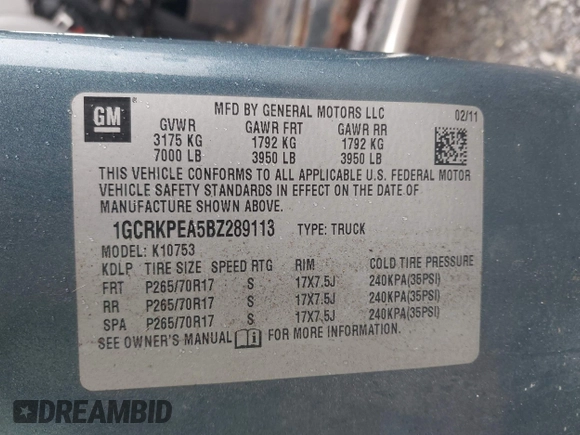 GM ®
MFD BY GENERAL MOTORS LLC
02/11
GVWR GAWR FRT GAWR RR
3175 KG 1792 KG 1792 KG
7000 LB 3950 LB 3950 LB
THIS VEHICLE CONFORMS TO ALL APPLICABLE U.S. FEDERAL MOTOR
VEHICLE SAFETY STANDARDS IN EFFECT ON THE DATE OF
MANUFACTURE SHOWN ABOVE.
1GCRKPEA5BZ289113 TYPE: TRUCK
MODEL: K10753
KDLP TIRE SIZE SPEED RTG RIM COLD TIRE PRESSURE
FRT P265/70R17 S 17X7.5J 240KPA(35PSI)
RR P265/70R17 S 17X7.5J 240KPA(35PSI)
SPA P265/70R17 S 17X7.5J 240KPA(35PSI)
SEE OWNER'S MANUAL FOR MORE INFORMATION.
DREAMBID